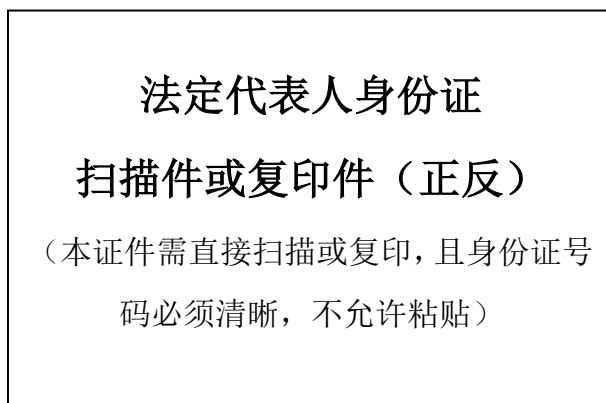 法定代表人身份证
扫描件或复印件（正反）
（本证件需直接扫描或复印，且身份证号
码必须清晰，不允许粘贴）